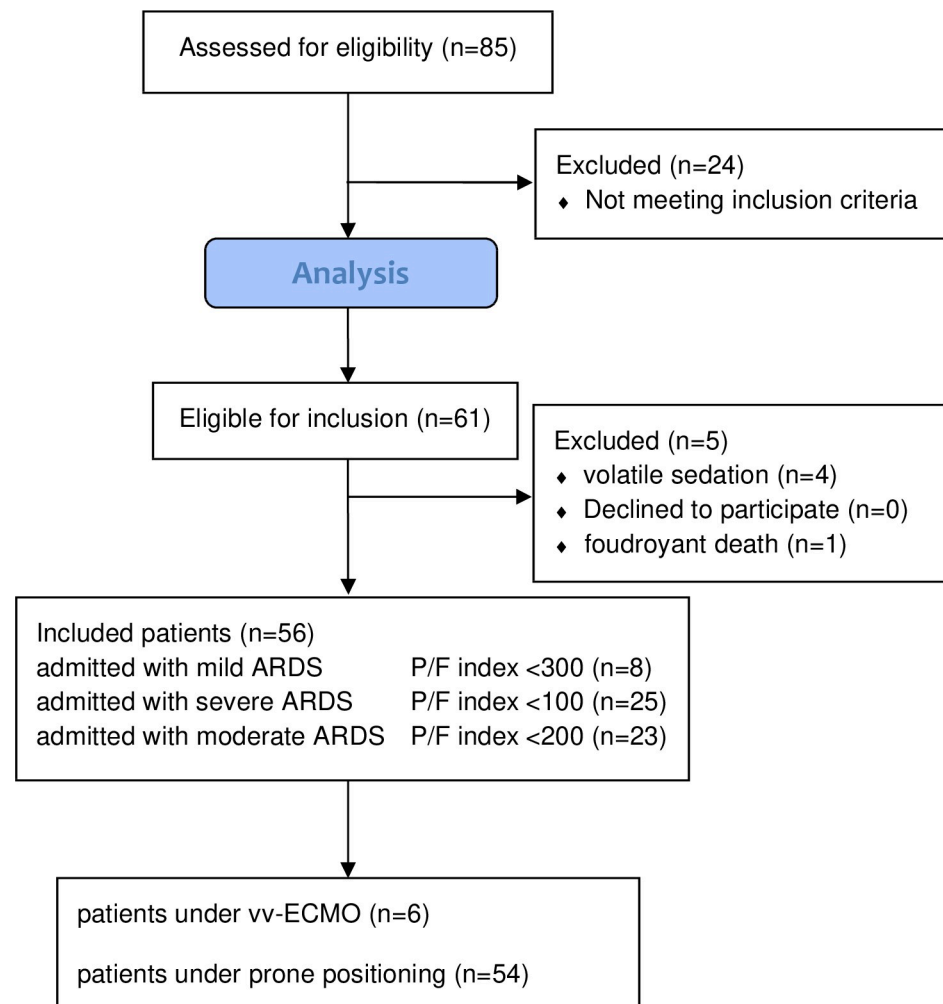 Assessed for eligibility (n=85)
Excluded (n=24)
♦ Not meeting inclusion criteria
Analysis
Eligible for inclusion (n=61)
Excluded (n=5)
♦ volatile sedation (n=4)
♦ Declined to participate (n=0)
♦ foudroyant death (n=1)
Included patients (n=56)
admitted with mild ARDS P/F index <300 (n=8)
admitted with severe ARDS P/F index <100 (n=25)
admitted with moderate ARDS P/F index <200 (n=23)
patients under vv-ECMO (n=6)
patients under prone positioning (n=54)